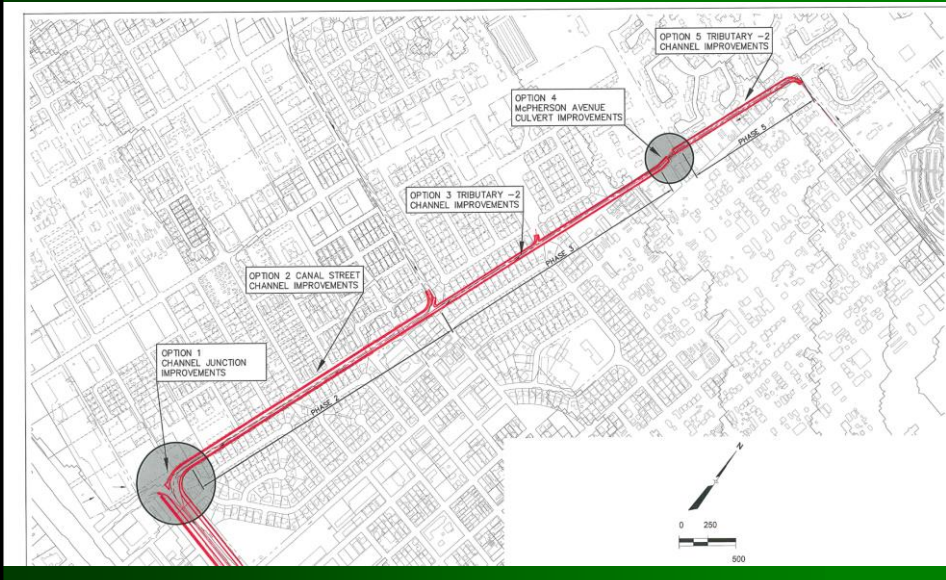 OPTION 5 TRIBUTARY -2
CHANNEL IMPROVEMENTS
OPTION 4
McPHERSON AVENUE
CULVERT IMPROVEMENTS
PHASE 5
OPTION 3 TRIBUTARY -2
CHANNEL IMPROVEMENTS
PHASE 3
OPTION 2 CANAL STREET
CHANNEL IMPROVEMENTS
OPTION 1
CHANNEL JUNCTION
IMPROVEMENTS
PHASE 2
N
0 250
500